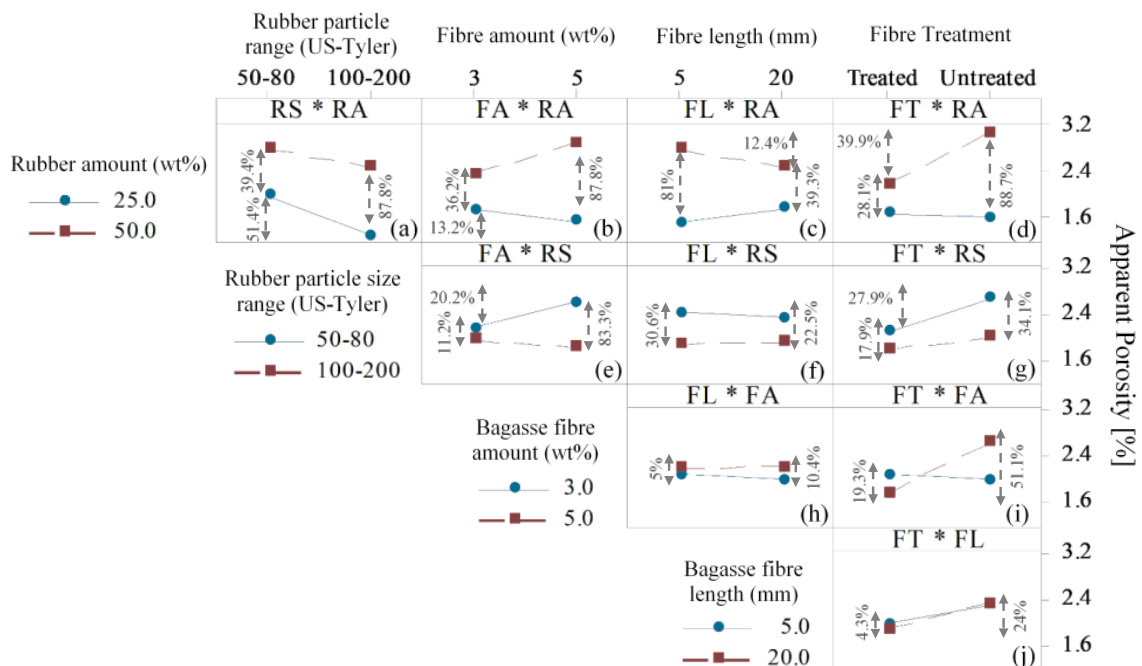 Rubber particle
range (US-Tyler)
50-80 100-200
Fibre amount (wt%)
3 5
Fibre length (mm)
5 20
Fibre Treatment
Treated Untreated
RS * RA
FA * RA
FL * RA
FT * RA
Rubber amount (wt%)
25.0
50.0
39.4%
51.4%
87.8%
(a)
36.2%
13.2%
87.8%
(b)
81%
12.4%
39.3%
(c)
39.9%
28.1%
88.7%
(d)
3.2
2.4
1.6
FA * RS
FL * RS
FT * RS
Rubber particle size
range (US-Tyler)
50-80
100-200
20.2%
11.2%
83.3%
(e)
30.6%
22.5%
(f)
27.9%
17.9%
34.1%
(g)
3.2
2.4
1.6
Apparent Porosity [%]
FL * FA
FT * FA
Bagasse fibre
amount (wt%)
3.0
5.0
5%
10.4%
(h)
19.3%
51.1%
(i)
3.2
2.4
1.6
FT * FL
Bagasse fibre
length (mm)
5.0
20.0
4.3%
24%
(j)
3.2
2.4
1.6